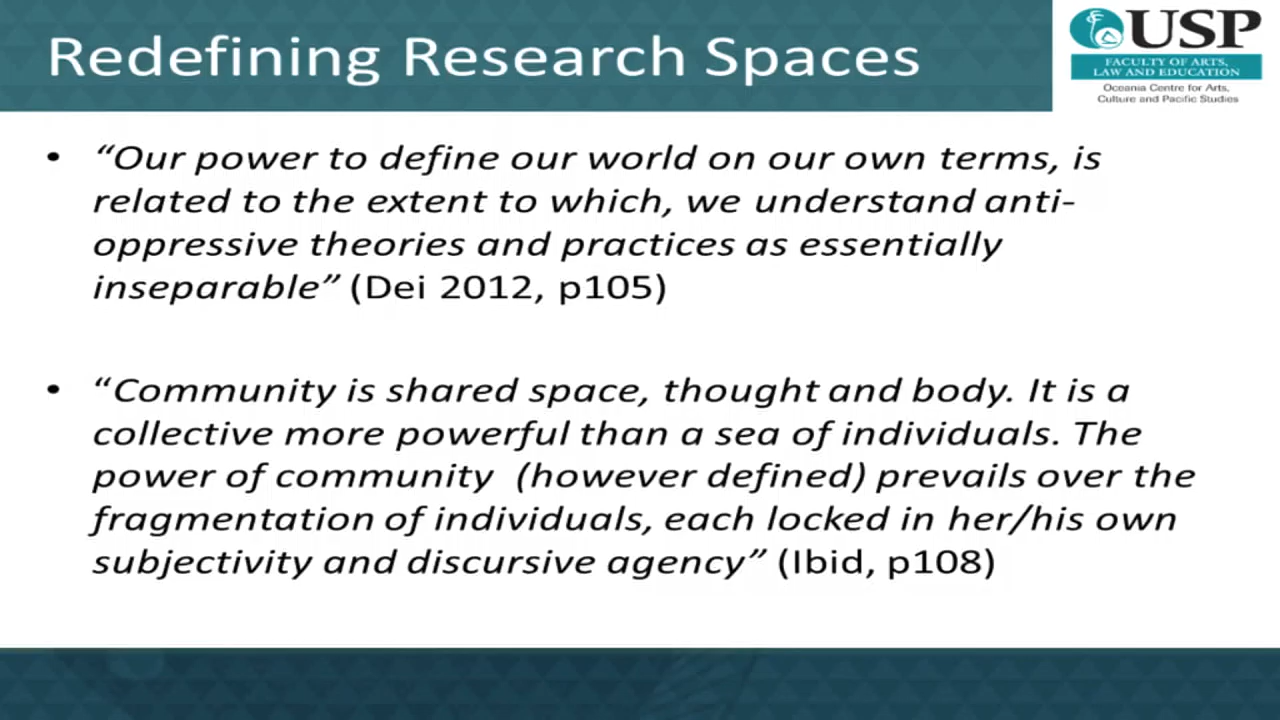 Redefining Research Spaces
USP
FACULTY OF ARTS,
LAW AND EDUCATION
Oceania Centre for Arts,
Culture and Pacific Studies
• “Our power to define our world on our own terms, is
related to the extent to which, we understand anti-
oppressive theories and practices as essentially
inseparable” (Dei 2012, p105)
• “Community is shared space, thought and body. It is a
collective more powerful than a sea of individuals. The
power of community (however defined) prevails over the
fragmentation of individuals, each locked in her/his own
subjectivity and discursive agency” (Ibid, p108)